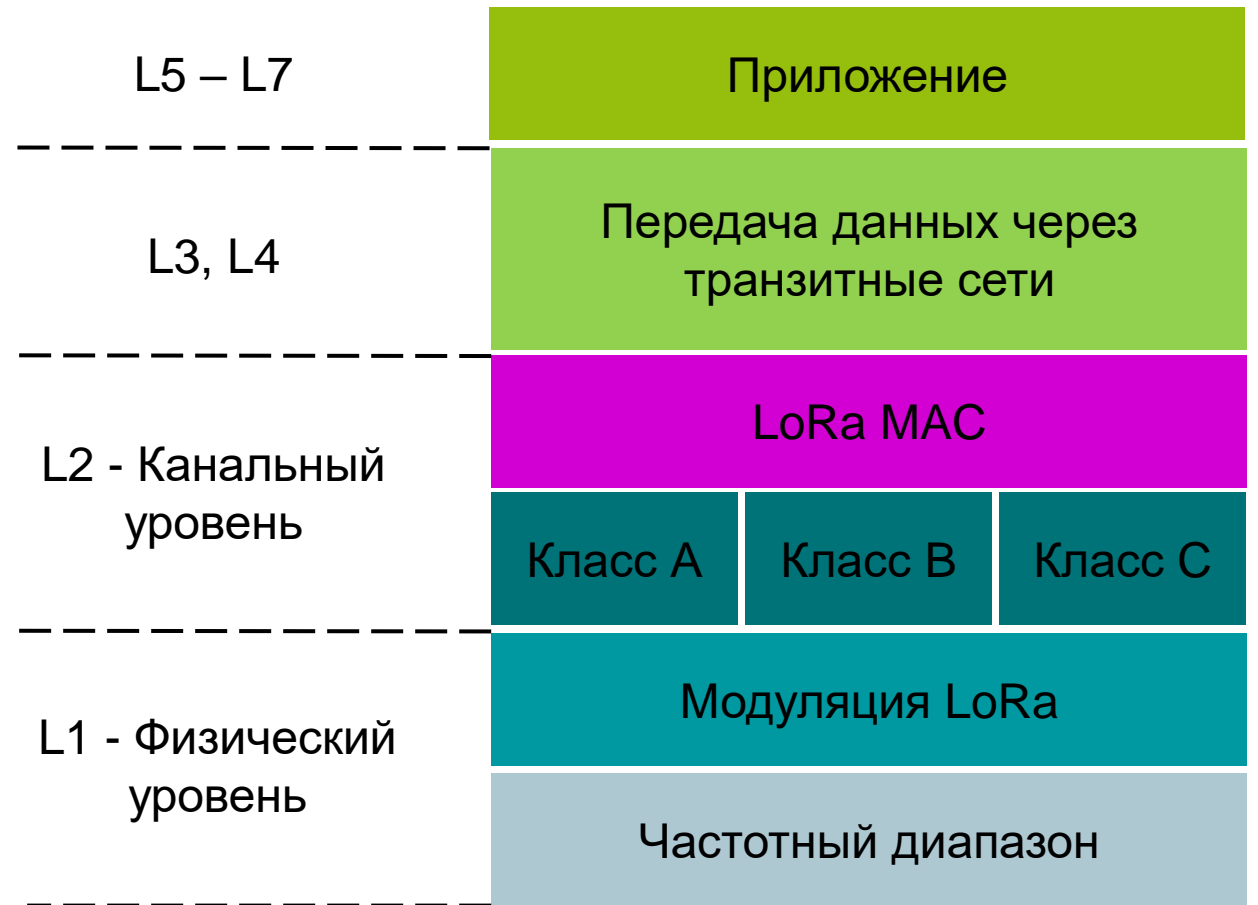 L5 – L7
Приложение
L3, L4
Передача данных через
транзитные сети
L2 - Канальный
уровень
LoRa MAC
Класс A
Класс B
Класс C
L1 - Физический
уровень
Модуляция LoRa
Частотный диапазон